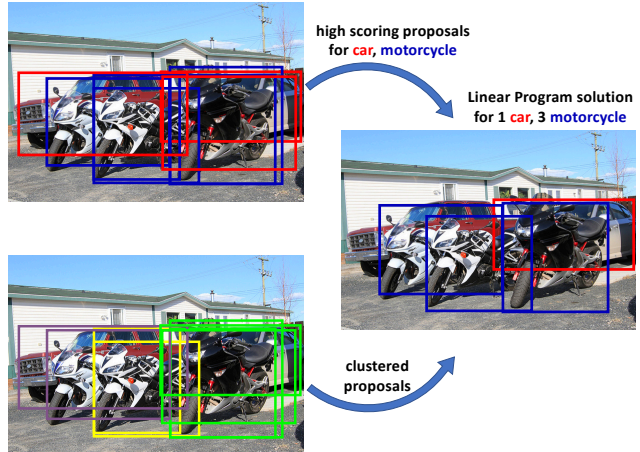 high scoring proposals
for car, motorcycle
Linear Program solution
for 1 car, 3 motorcycle
clustered
proposals